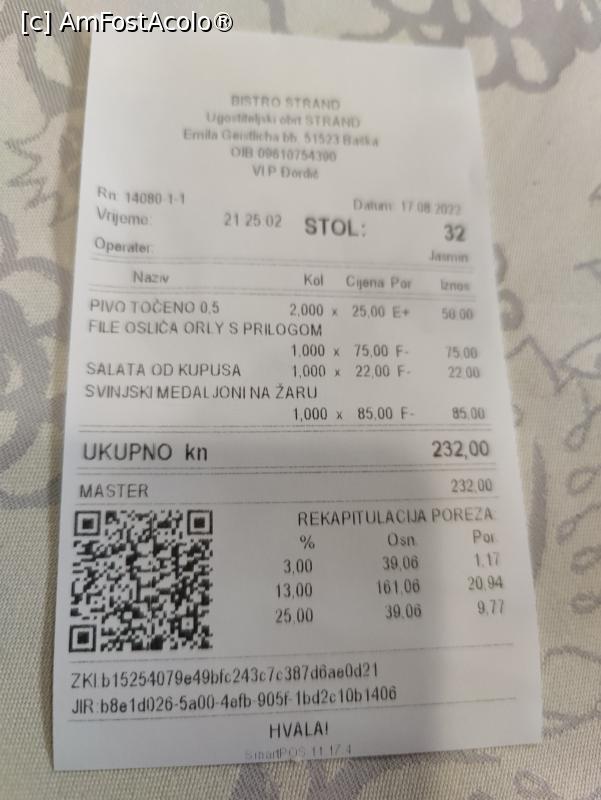 [c] AmFostAcolo®
BISTRO STRAND
Ugostiteljski obrt STRAND
Emila Geistlicha bb, 51523 Baška
OIB 09610754390
Vl P Đorđić
Rn: 14080-1-1
Datum: 17.08.2022
Vrijeme: 21:25:02 STOL: 32
Operater: Jasmin
Naziv Kol Cijena Por Iznos
PIVO TOČENO 0,5 2,000 x 25,00 E+ 50,00
FILE OSLIĆA ORLY S PRILOGOM
1,000 x 75,00 F- 75,00
SALATA OD KUPUSA 1,000 x 22,00 F- 22,00
SVINJSKI MEDALJONI NA ŽARU
1,000 x 85,00 F- 85,00
UKUPNO kn 232,00
MASTER 232,00
REKAPITULACIJA POREZA:
% Osn. Por.
3,00 39,06 1,17
13,00 161,06 20,94
25,00 39,06 9,77
ZKI:b15254079e49bfc243c7c387d6ae0d21
JIR:b8e1d026-5a00-4efb-905f-1bd2c10b1406
HVALA!
SmartPOS 11.17.4